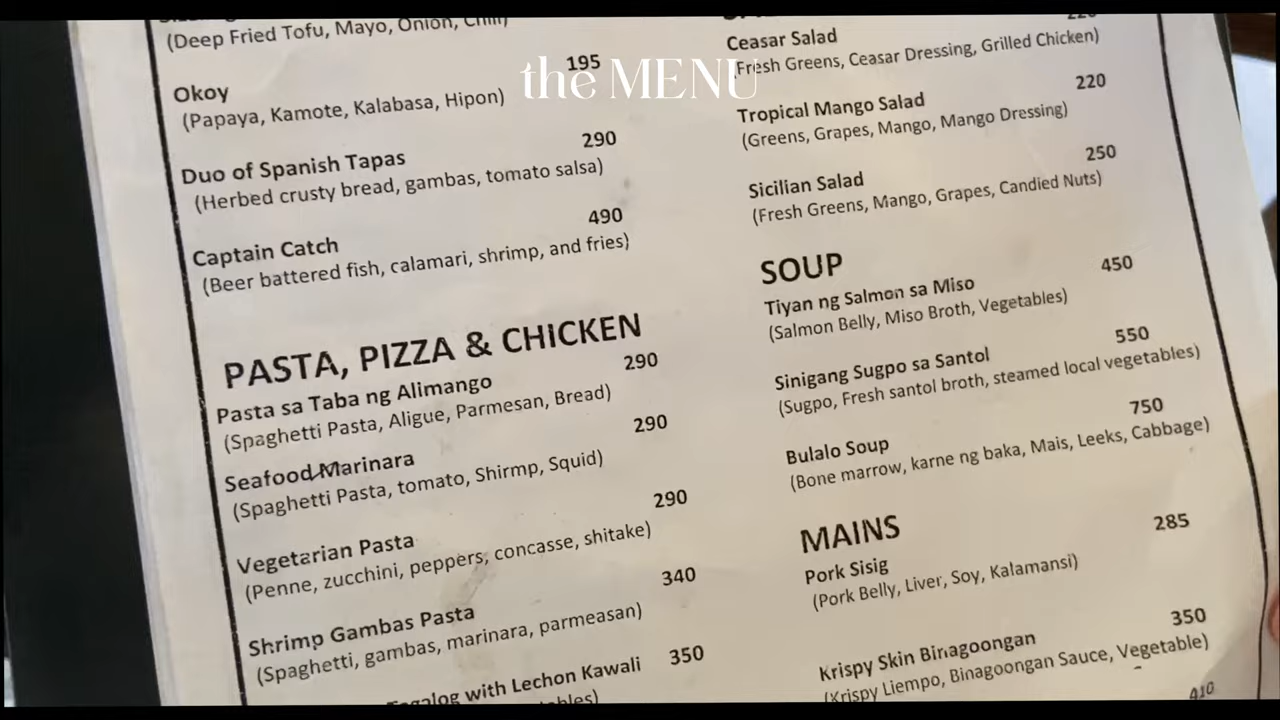 the MENU
(Deep Fried Tofu, Mayo, Onion, Chili)
195
Okoy
(Papaya, Kamote, Kalabasa, Hipon)
290
Duo of Spanish Tapas
(Herbed crusty bread, gambas, tomato salsa)
490
Captain Catch
(Beer battered fish, calamari, shrimp, and fries)
PASTA, PIZZA & CHICKEN
290
Pasta sa Taba ng Alimango
(Spaghetti Pasta, Aligue, Parmesan, Bread)
290
Seafood Marinara
(Spaghetti Pasta, tomato, Shirmp, Squid)
290
Vegetarian Pasta
(Penne, zucchini, peppers, concasse, shitake)
340
Shrimp Gambas Pasta
(Spaghetti, gambas, marinara, parmeasan)
350
with Lechon Kawali
220
Ceasar Salad
(Fresh Greens, Ceasar Dressing, Grilled Chicken)
220
Tropical Mango Salad
(Greens, Grapes, Mango, Mango Dressing)
250
Sicilian Salad
(Fresh Greens, Mango, Grapes, Candied Nuts)
SOUP
450
Tiyan ng Salmon sa Miso
(Salmon Belly, Miso Broth, Vegetables)
550
Sinigang Sugpo sa Santol
(Sugpo, Fresh santol broth, steamed local vegetables)
750
Bulalo Soup
(Bone marrow, karne ng baka, Mais, Leeks, Cabbage)
MAINS
285
Pork Sisig
(Pork Belly, Liver, Soy, Kalamansi)
350
Krispy Skin Binagoongan
(Krispy Liempo, Binagoongan Sauce, Vegetable)
410